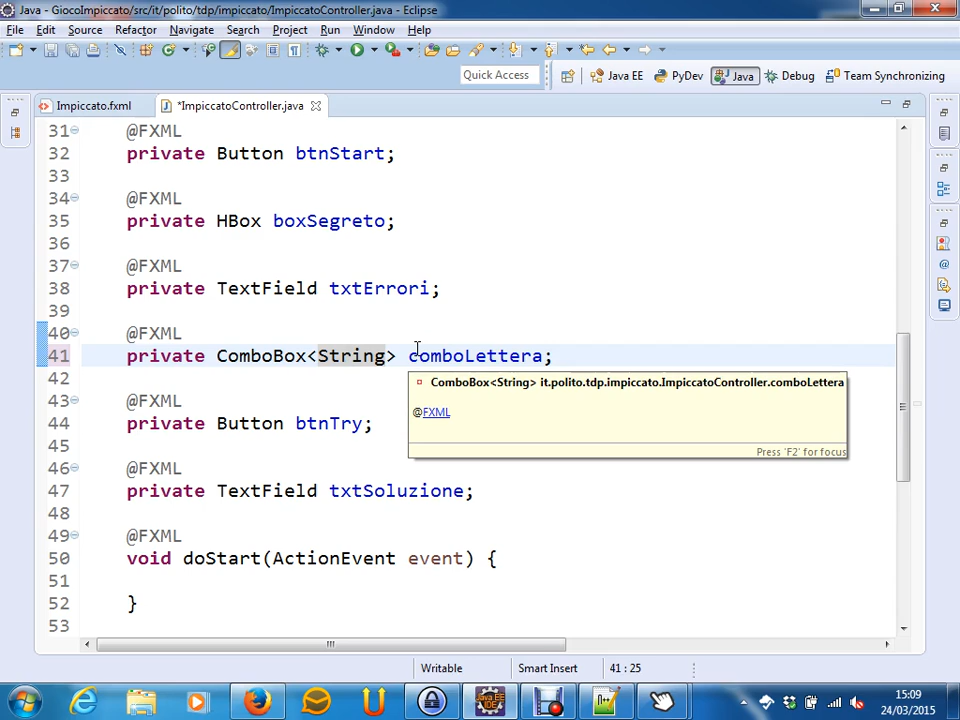 Java - GiocoImpiccato/src/it/polito/tdp/impiccato/ImpiccatoController.java - Eclipse
File Edit Source Refactor Navigate Search Project Run Window Help
Quick Access Java EE PyDev Java Debug Team Synchronizing
Impiccato.fxml *ImpiccatoController.java
31 @FXML
32 private Button btnStart;
33
34 @FXML
35 private HBox boxSegreto;
36
37 @FXML
38 private TextField txtErrori;
39
40 @FXML
41 private ComboBox<String> comboLettera;
42
ComboBox<String> it.polito.tdp.impiccato.ImpiccatoController.comboLettera
@FXML
Press 'F2' for focus
43 @FXML
44 private Button btnTry;
45
46 @FXML
47 private TextField txtSoluzione;
48
49 @FXML
50 void doStart(ActionEvent event) {
51
52 }
53
Writable Smart Insert 41 : 25
15:09
24/03/2015